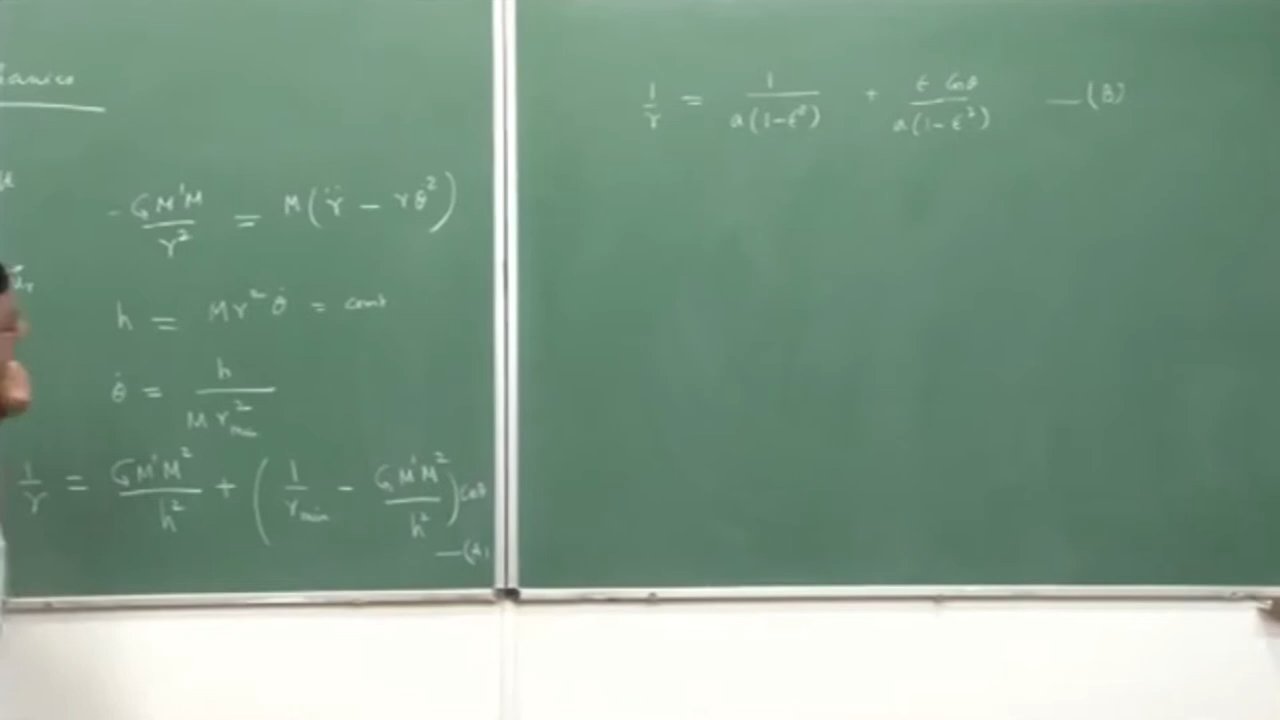 -GM'M/r² = M(r̈ - rθ̇²)
h = Mr²θ̇ = const
θ̇ = h/Mr²min
1/r = GM'M²/h² + (1/rmin - GM'M²/h²) Cosθ
—(A)
1/r = 1/a(1-ϵ²) + ϵ Cosθ/a(1-ϵ²) —(B)